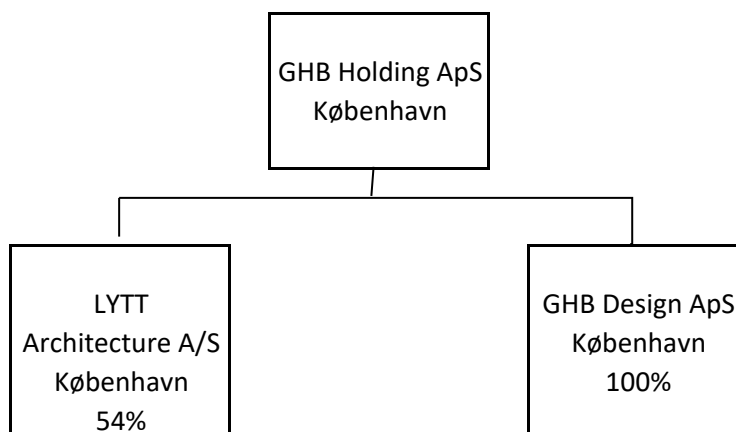 GHB Holding ApS
København
LYTT
Architecture A/S
København
54%
GHB Design ApS
København
100%